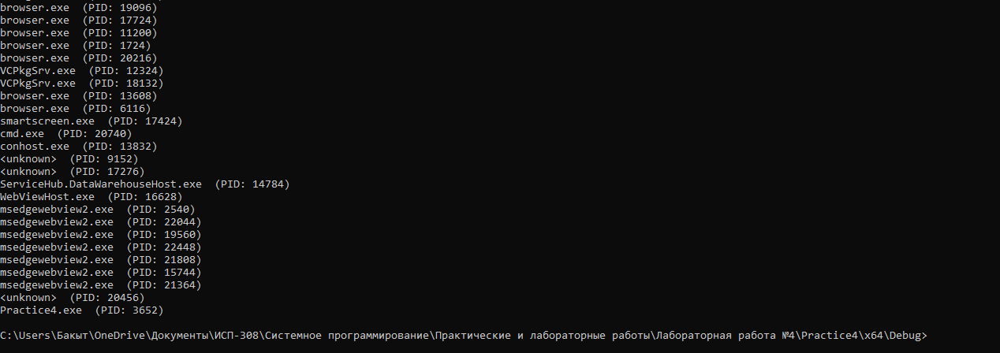 browser.exe  (PID: 19096)
browser.exe  (PID: 17724)
browser.exe  (PID: 11200)
browser.exe  (PID: 1724)
browser.exe  (PID: 20216)
VCPkgSrv.exe  (PID: 12324)
VCPkgSrv.exe  (PID: 18132)
browser.exe  (PID: 13608)
browser.exe  (PID: 6116)
smartscreen.exe  (PID: 17424)
cmd.exe  (PID: 20740)
conhost.exe  (PID: 13832)
<unknown>  (PID: 9152)
<unknown>  (PID: 17276)
ServiceHub.DataWarehouseHost.exe  (PID: 14784)
WebViewHost.exe  (PID: 16628)
msedgewebview2.exe  (PID: 2540)
msedgewebview2.exe  (PID: 22044)
msedgewebview2.exe  (PID: 19560)
msedgewebview2.exe  (PID: 22448)
msedgewebview2.exe  (PID: 21808)
msedgewebview2.exe  (PID: 15744)
msedgewebview2.exe  (PID: 21364)
<unknown>  (PID: 20456)
Practice4.exe  (PID: 3652)
C:\Users\Бакыт\OneDrive\Документы\ИСП-308\Системное программирование\Практические и лабораторные работы\Лабораторная работа №4\Practice4\x64\Debug>